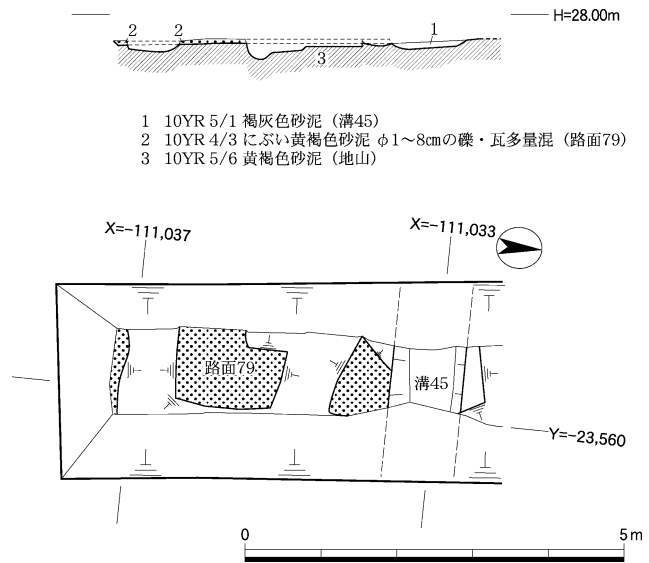 H=28.00m
2 2 1
3
1 10YR 5/1 褐灰色砂泥（溝45）
2 10YR 4/3 にぶい黄褐色砂泥 φ1～8㎝の礫・瓦多量混（路面79）
3 10YR 5/6 黄褐色砂泥（地山）
X=-111,037
X=-111,033
路面79
溝45
Y=-23,560
0 5m